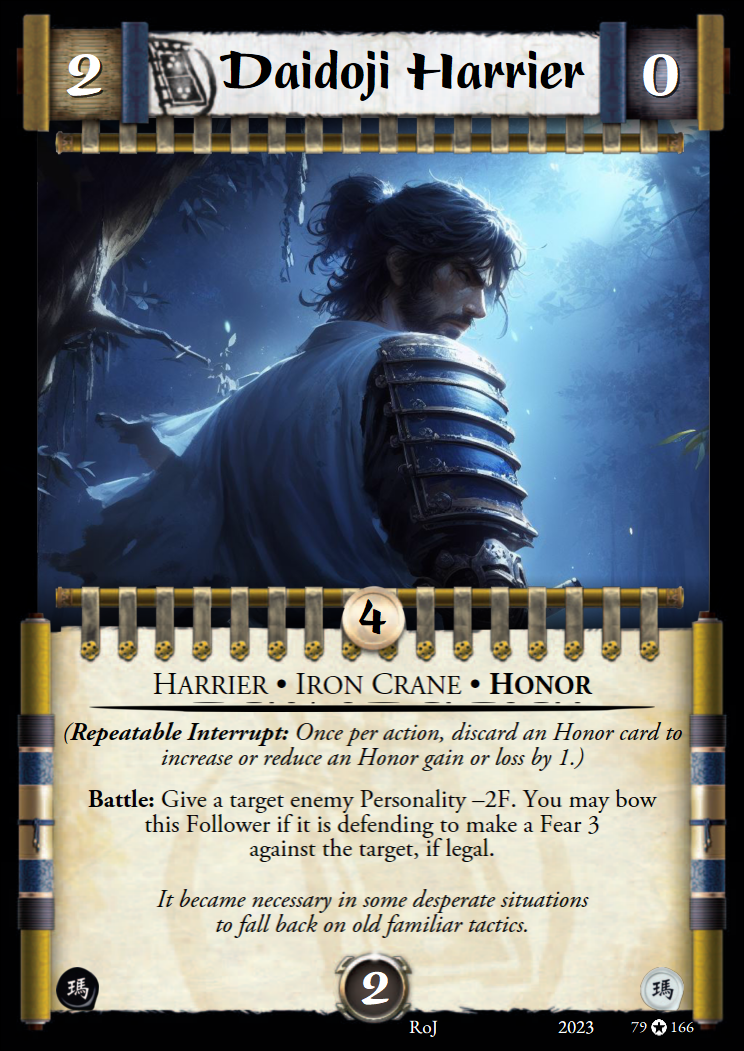 2
Daidoji Harrier
0
4
HARRIER • IRON CRANE • HONOR
(Repeatable Interrupt: Once per action, discard an Honor card to
increase or reduce an Honor gain or loss by 1.)
Battle: Give a target enemy Personality –2F. You may bow
this Follower if it is defending to make a Fear 3
against the target, if legal.
It became necessary in some desperate situations
to fall back on old familiar tactics.
瑪
2
瑪
RoJ 2023 79 ✪ 166